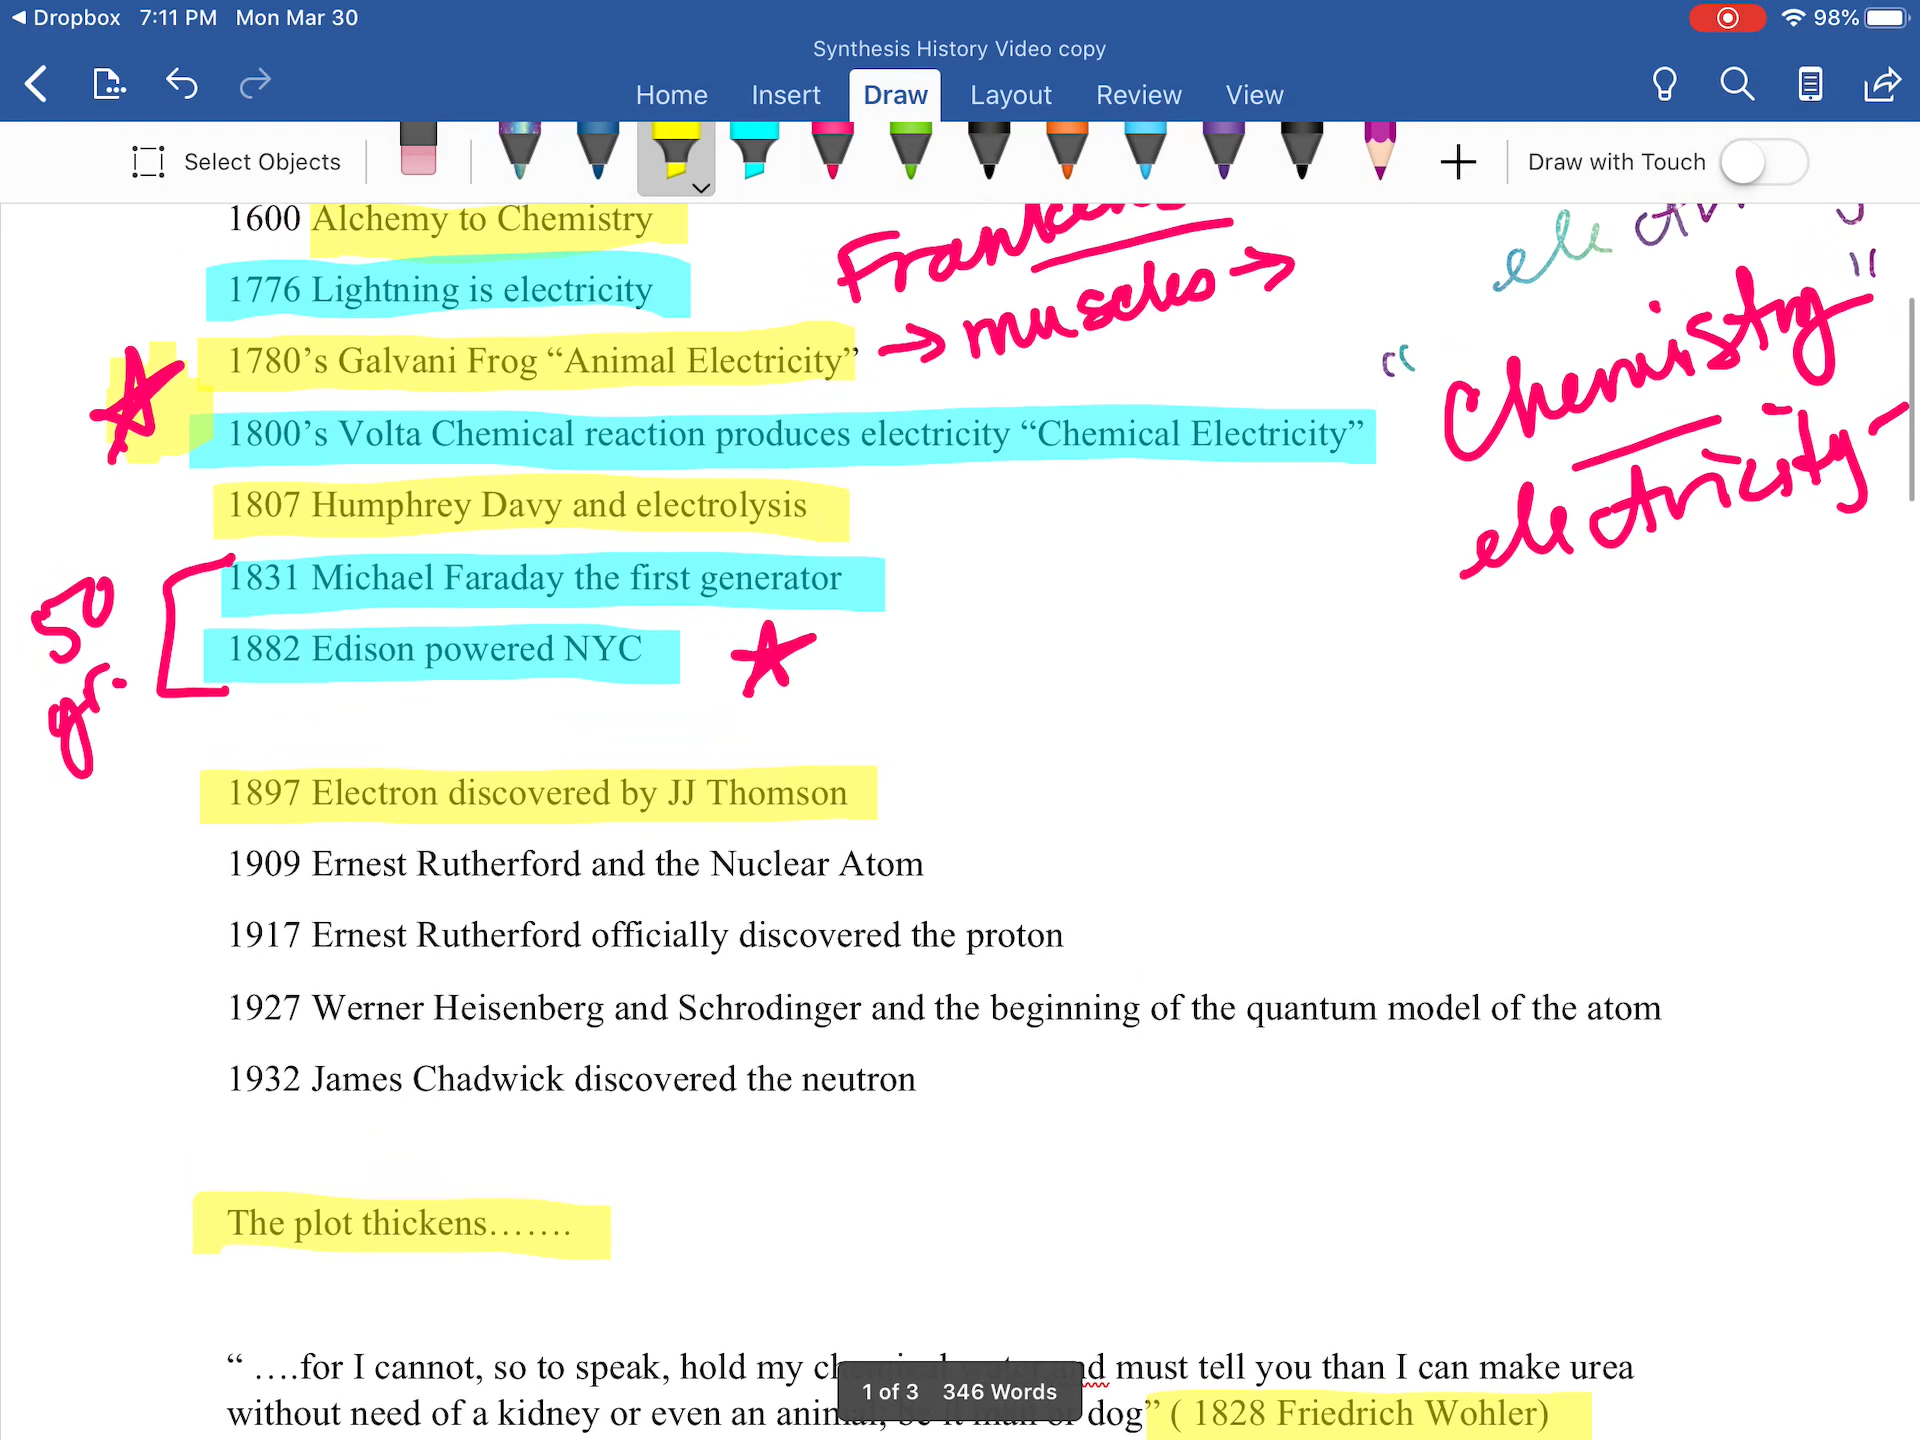 Dropbox 7:11 PM Mon Mar 30 98%
Synthesis History Video copy
Home Insert Draw Layout Review View
Select Objects Draw with Touch
1600 Alchemy to Chemistry
1776 Lightning is electricity
→ muscles →
1780’s Galvani Frog “Animal Electricity”
1800’s Volta Chemical reaction produces electricity “Chemical Electricity”
1807 Humphrey Davy and electrolysis
1831 Michael Faraday the first generator
1882 Edison powered NYC
50
yr.
“Chemistry”
electricity-
1897 Electron discovered by JJ Thomson
1909 Ernest Rutherford and the Nuclear Atom
1917 Ernest Rutherford officially discovered the proton
1927 Werner Heisenberg and Schrodinger and the beginning of the quantum model of the atom
1932 James Chadwick discovered the neutron
The plot thickens…….
“ ….for I cannot, so to speak, hold my and must tell you than I can make urea
without need of a kidney or even an dog” ( 1828 Friedrich Wohler)
1 of 3 346 Words